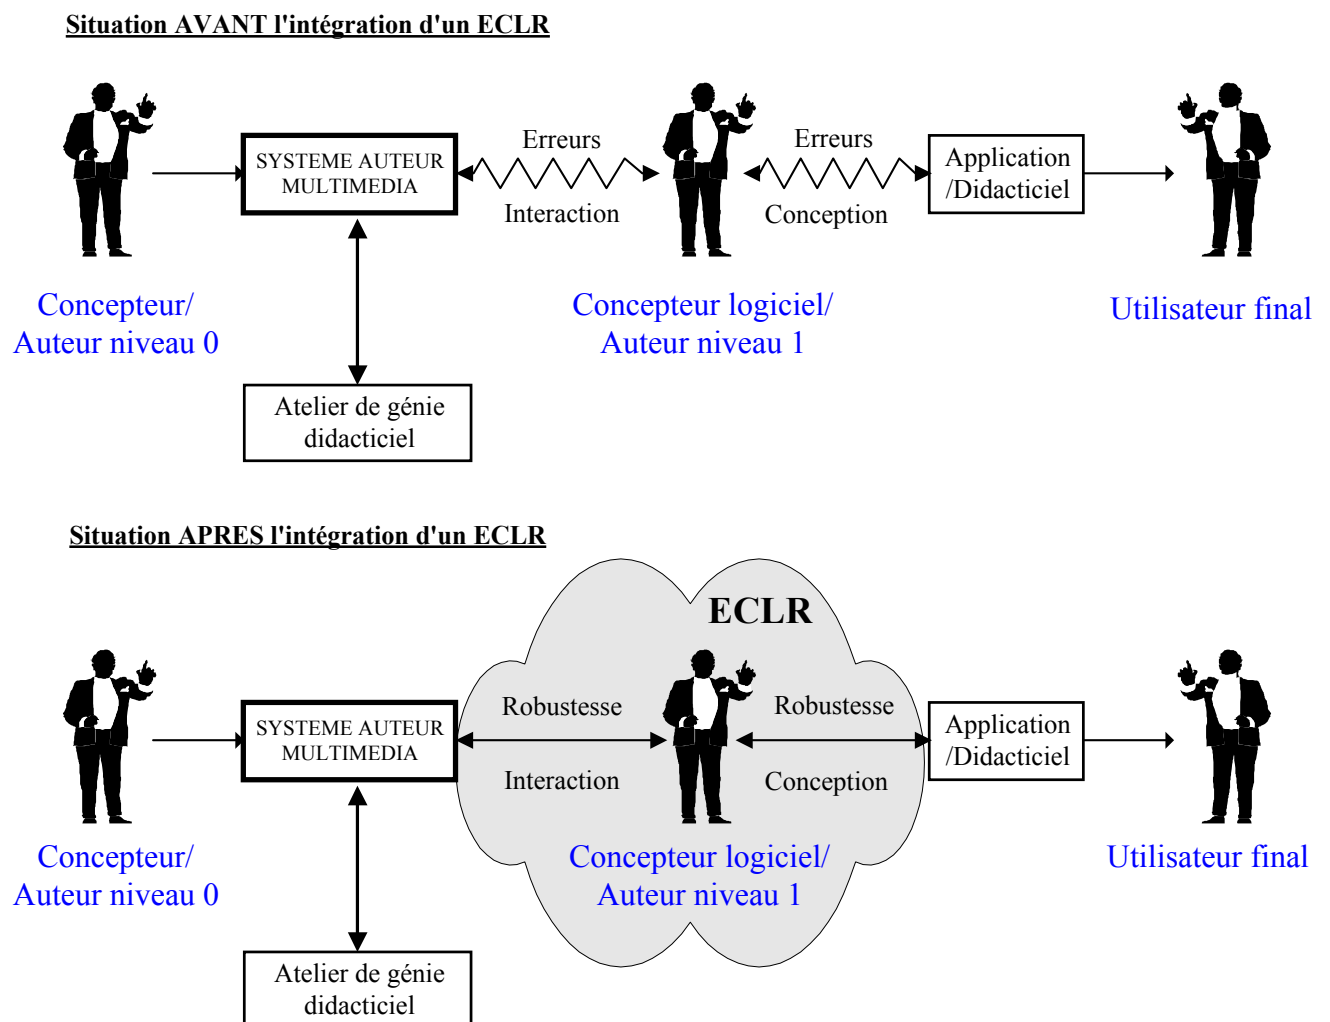 Situation AVANT l'intégration d'un ECLR
SYSTEME AUTEUR
MULTIMEDIA
Erreurs
Interaction
Erreurs
Conception
Application
/Didacticiel
Concepteur/
Auteur niveau 0
Concepteur logiciel/
Auteur niveau 1
Utilisateur final
Atelier de génie
didacticiel
Situation APRES l'intégration d'un ECLR
ECLR
SYSTEME AUTEUR
MULTIMEDIA
Robustesse
Interaction
Robustesse
Conception
Application
/Didacticiel
Concepteur/
Auteur niveau 0
Concepteur logiciel/
Auteur niveau 1
Utilisateur final
Atelier de génie
didacticiel